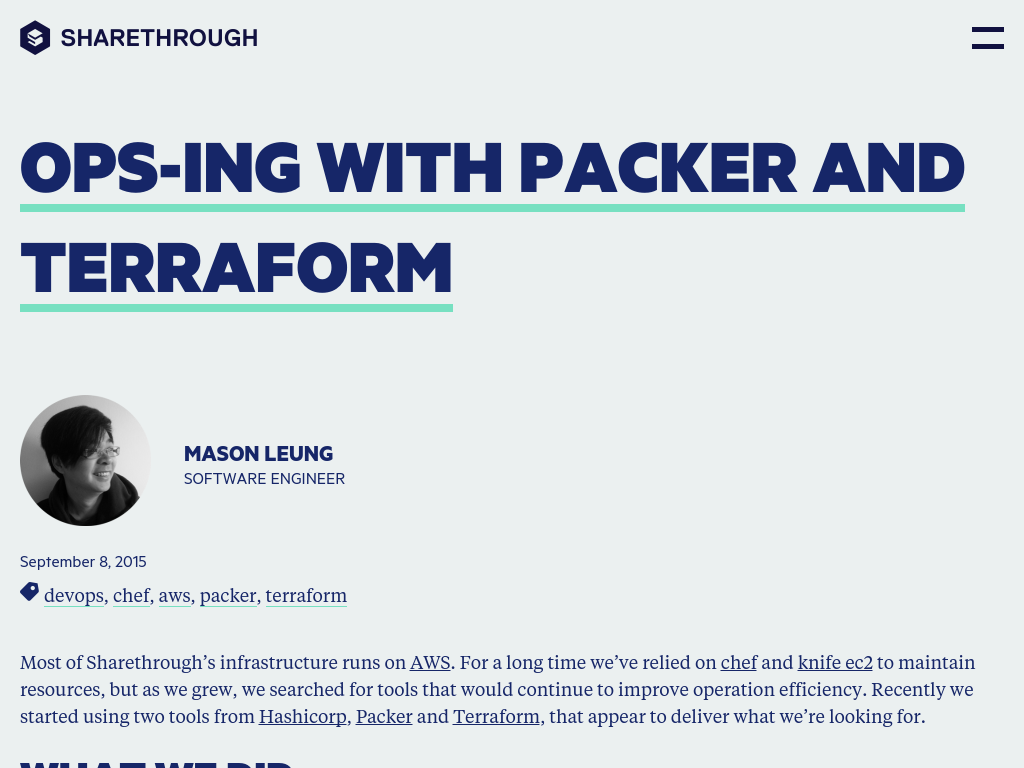 SHARETHROUGH
OPS-ING WITH PACKER AND
TERRAFORM
MASON LEUNG
SOFTWARE ENGINEER
September 8, 2015
devops, chef, aws, packer, terraform
Most of Sharethrough’s infrastructure runs on AWS. For a long time we’ve relied on chef and knife ec2 to maintain
resources, but as we grew, we searched for tools that would continue to improve operation efficiency. Recently we
started using two tools from Hashicorp, Packer and Terraform, that appear to deliver what we’re looking for.
WHAT WE DID